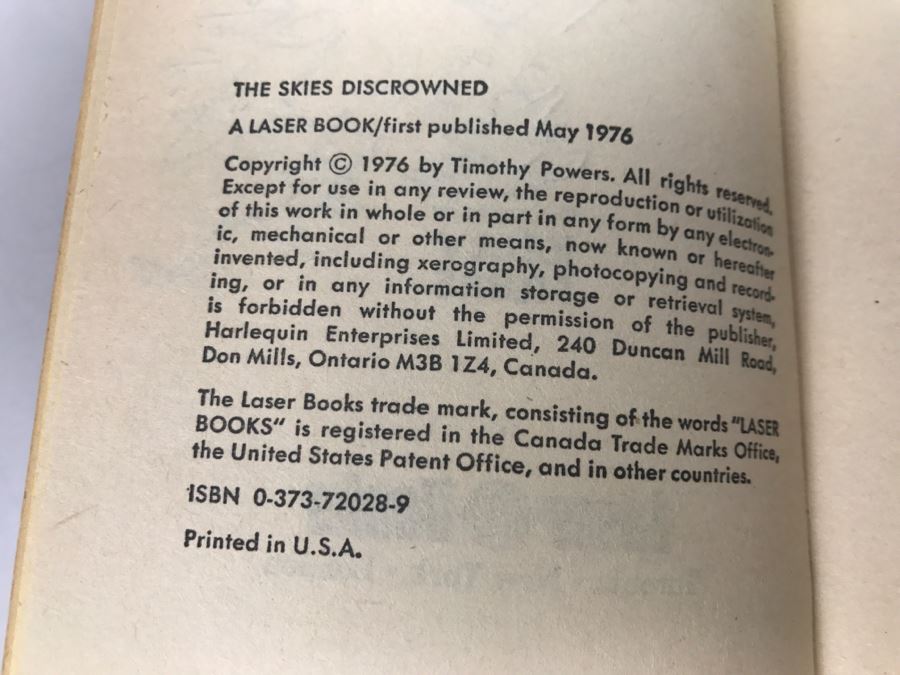 THE SKIES DISCROWNED
A LASER BOOK/first published May 1976
Copyright © 1976 by Timothy Powers. All rights reserved.
Except for use in any review, the reproduction or utilization
of this work in whole or in part in any form by any electron-
ic, mechanical or other means, now known or hereafter
invented, including xerography, photocopying and record-
ing, or in any information storage or retrieval system,
is forbidden without the permission of the publisher,
Harlequin Enterprises Limited, 240 Duncan Mill Road,
Don Mills, Ontario M3B 1Z4, Canada.
The Laser Books trade mark, consisting of the words "LASER
BOOKS" is registered in the Canada Trade Marks Office,
the United States Patent Office, and in other countries.
ISBN 0-373-72028-9
Printed in U.S.A.